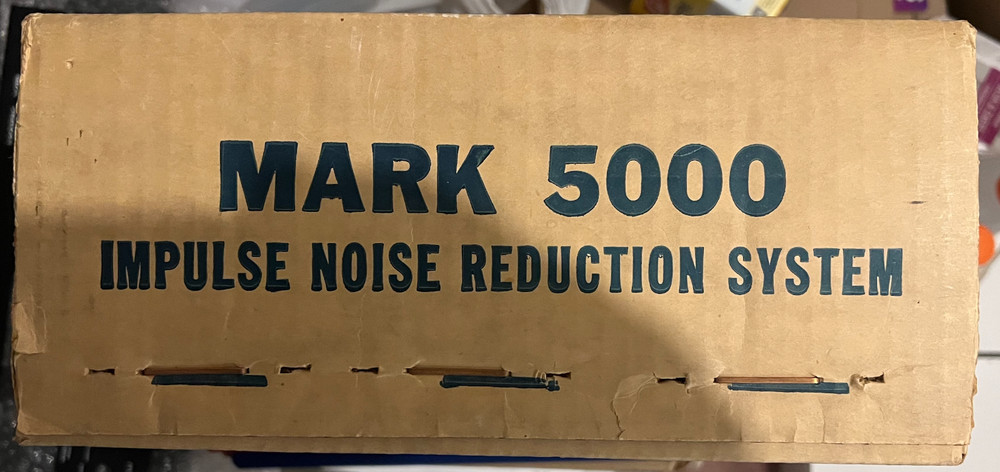 MARK 5000
IMPULSE NOISE REDUCTION SYSTEM